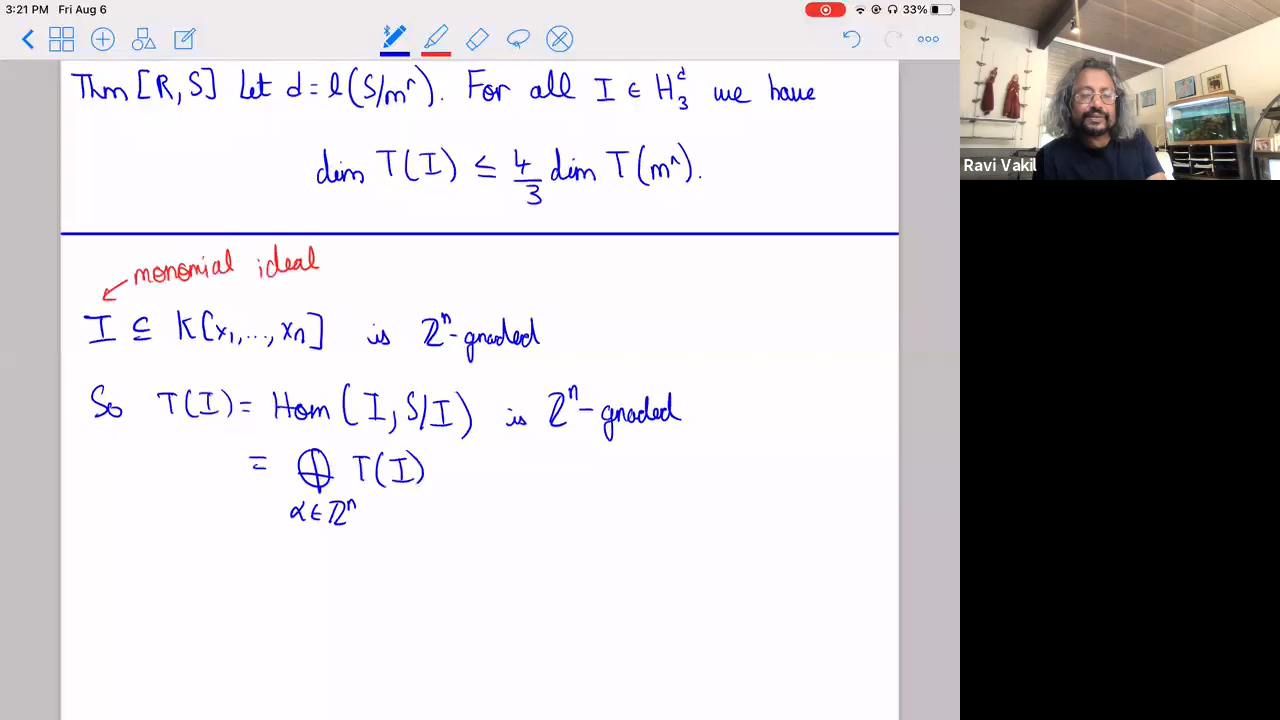 3:21 PM Fri Aug 6
33%
Thm [R,S] Let d = l(S/m^r). For all I ∈ H_3^d we have
dim T(I) ≤ 4/3 dim T(m^r).
Ravi Vakil
monomial ideal
I ⊆ K[x_1, ..., x_n] is ℤ^n-graded
So T(I) = Hom(I, S/I) is ℤ^n-graded
= ⊕_{α∈ℤ^n} T(I)